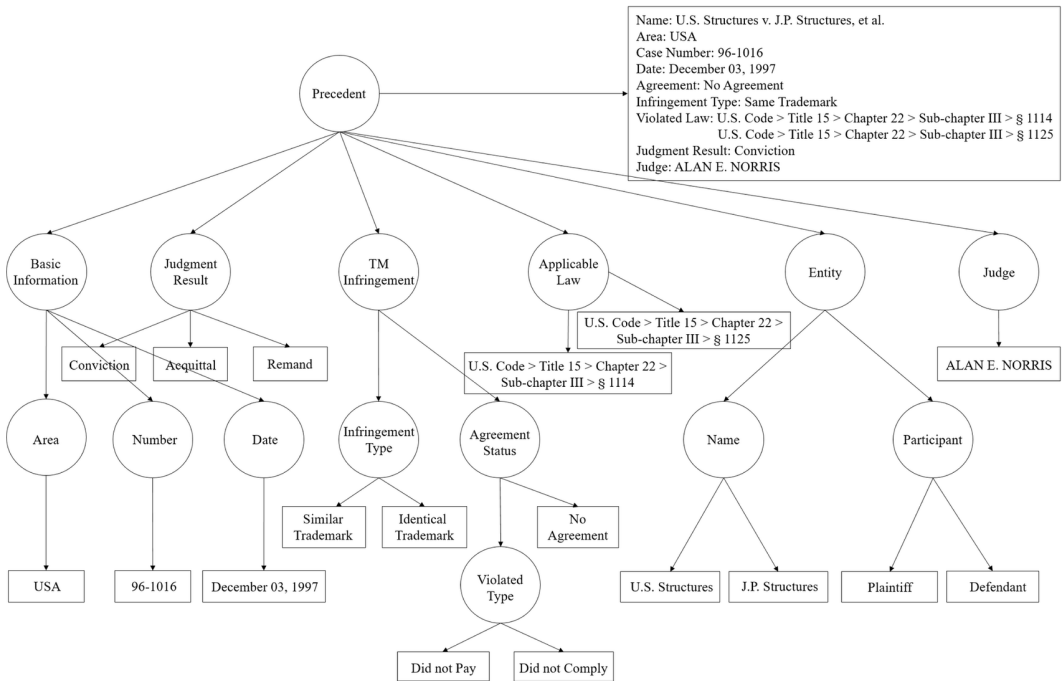 Name: U.S. Structures v. J.P. Structures, et al.
Area: USA
Case Number: 96-1016
Date: December 03, 1997
Agreement: No Agreement
Infringement Type: Same Trademark
Violated Law: U.S. Code > Title 15 > Chapter 22 > Sub-chapter III > § 1114
U.S. Code > Title 15 > Chapter 22 > Sub-chapter III > § 1125
Judgment Result: Conviction
Judge: ALAN E. NORRIS
Precedent
Basic
Information
Judgment
Result
TM
Infringement
Applicable
Law
Entity
Judge
U.S. Code > Title 15 > Chapter 22 >
Sub-chapter III > § 1125
Conviction
Acquittal
Remand
U.S. Code > Title 15 > Chapter 22 >
Sub-chapter III > § 1114
ALAN E. NORRIS
Area
Number
Date
Infringement
Type
Agreement
Status
Name
Participant
Similar
Trademark
Identical
Trademark
No
Agreement
USA
96-1016
December 03, 1997
Violated
Type
U.S. Structures
J.P. Structures
Plaintiff
Defendant
Did not Pay
Did not Comply